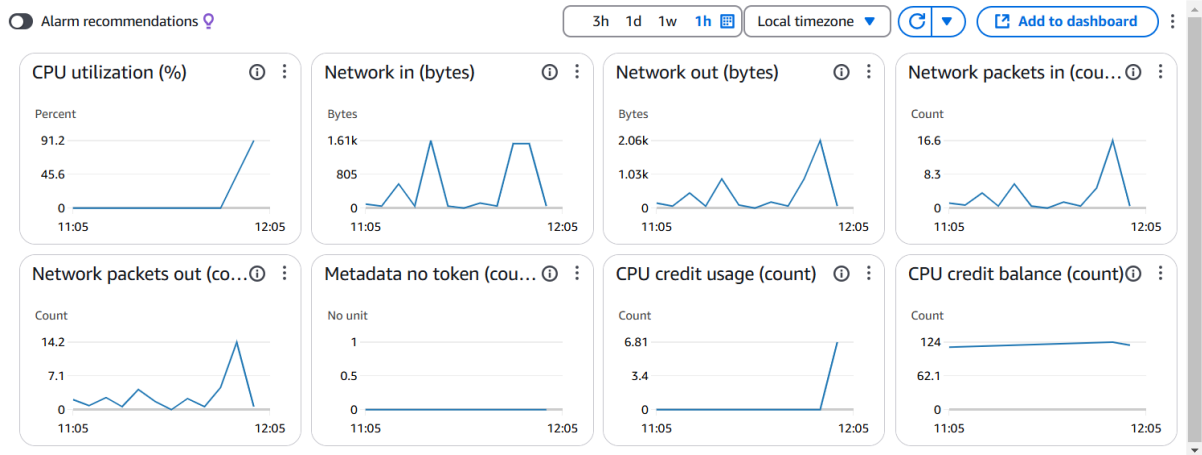 Alarm recommendations
3h 1d 1w 1h Local timezone Add to dashboard
CPU utilization (%)
Percent
91.2
45.6
0
11:05 12:05
Network in (bytes)
Bytes
1.61k
805
0
11:05 12:05
Network out (bytes)
Bytes
2.06k
1.03k
0
11:05 12:05
Network packets in (cou...
Count
16.6
8.3
0
11:05 12:05
Network packets out (co...
Count
14.2
7.1
0
11:05 12:05
Metadata no token (cou...
No unit
1
0.5
0
11:05 12:05
CPU credit usage (count)
Count
6.81
3.4
0
11:05 12:05
CPU credit balance (count)
Count
124
62.1
0
11:05 12:05